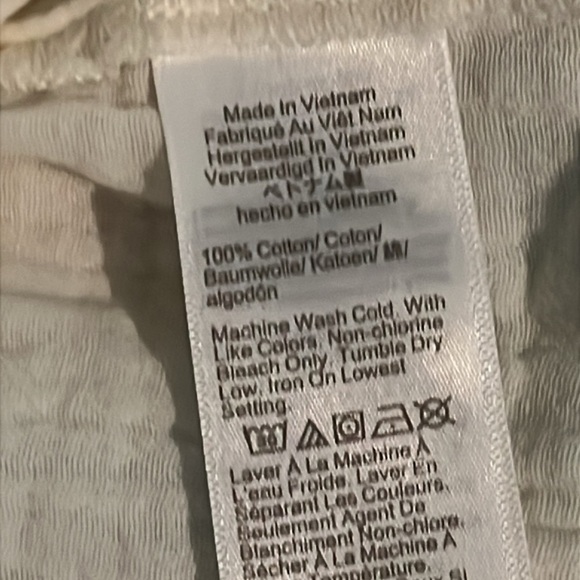 Made In Vietnam
Fabriqué Au Viêt Nam
Hergestellt In Vietnam
Vervaardigd In Vietnam
ベトナム製
hecho en vietnam
100% Cotton/ Coton/
Baumwolle/ Katoen/ 綿/
algodón
Machine Wash Cold, With
Like Colors, Non-chlorine
Bleach Only, Tumble Dry
Low, Iron On Lowest
Setting
Laver À La Machine À
L'eau Froide, Laver En
Séparant Les Couleurs,
Seulement Agent De
Blanchiment Non-chlore,
Sécher À La Machine À
Température